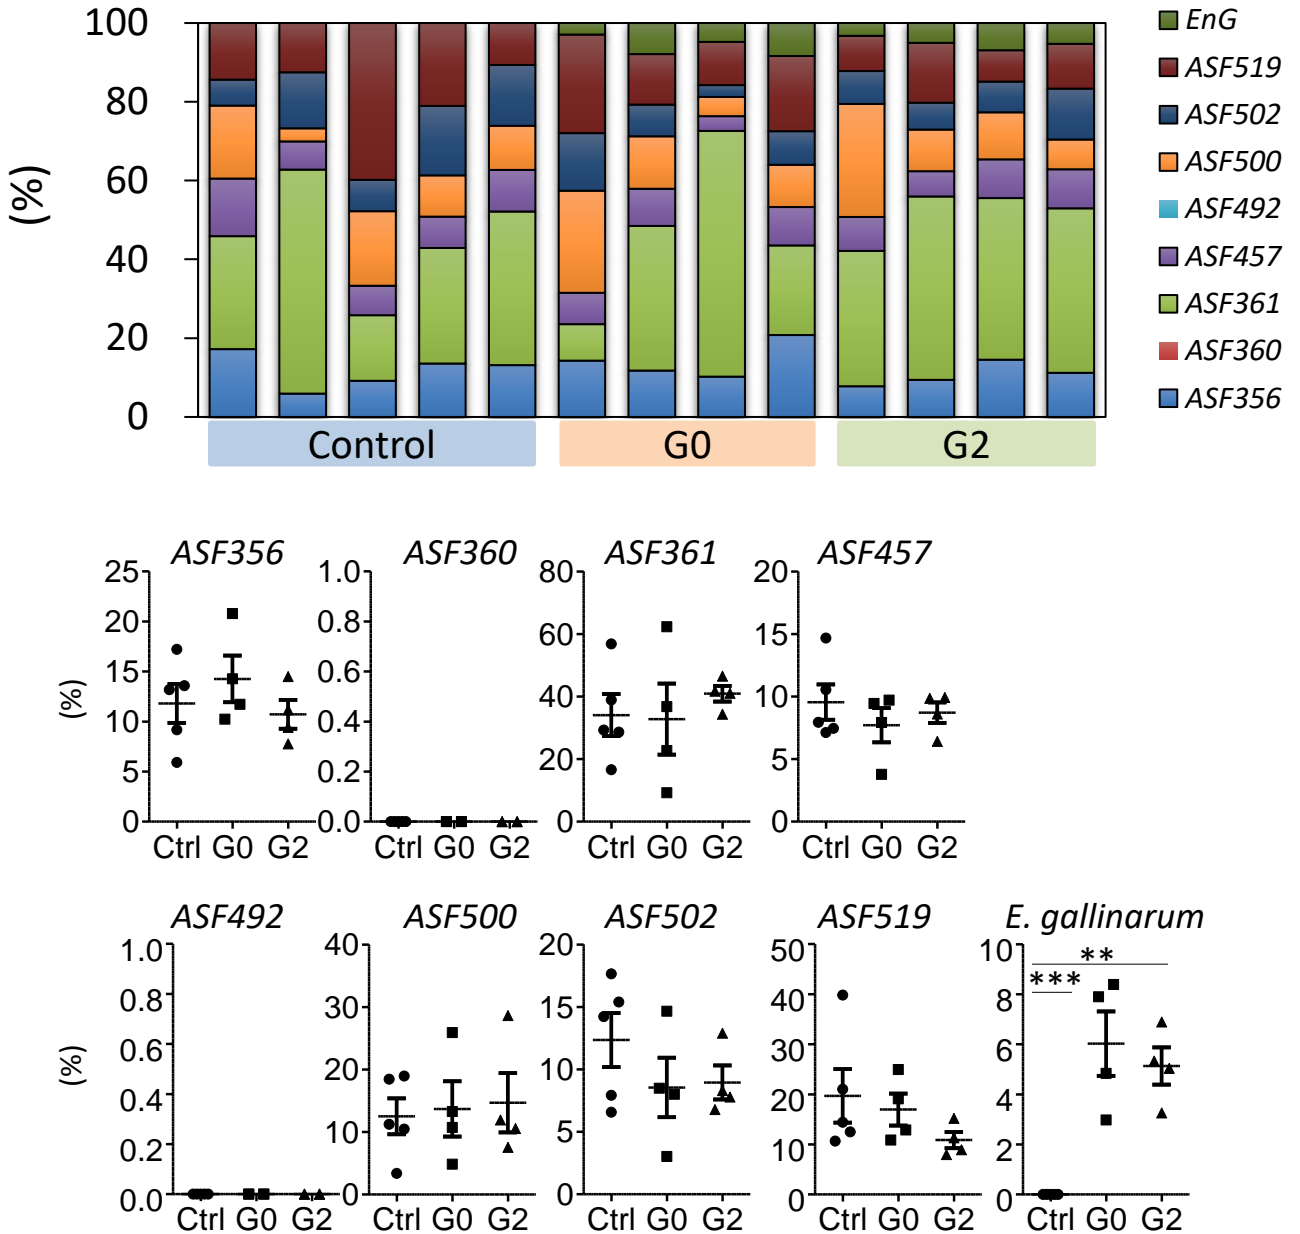 100
80
60
40
20
0
(%)
Control
G0
G2
EnG
ASF519
ASF502
ASF500
ASF492
ASF457
ASF361
ASF360
ASF356
ASF356
25
20
15
10
5
0
(%)
Ctrl G0 G2
ASF360
1.0
0.8
0.6
0.4
0.2
0.0
Ctrl G0 G2
ASF361
80
60
40
20
0
Ctrl G0 G2
ASF457
20
15
10
5
0
Ctrl G0 G2
ASF492
1.0
0.8
0.6
0.4
0.2
0.0
(%)
Ctrl G0 G2
ASF500
40
30
20
10
0
Ctrl G0 G2
ASF502
20
15
10
5
0
Ctrl G0 G2
ASF519
50
40
30
20
10
0
Ctrl G0 G2
E. gallinarum
10
8
6
4
2
0
**
***
Ctrl G0 G2